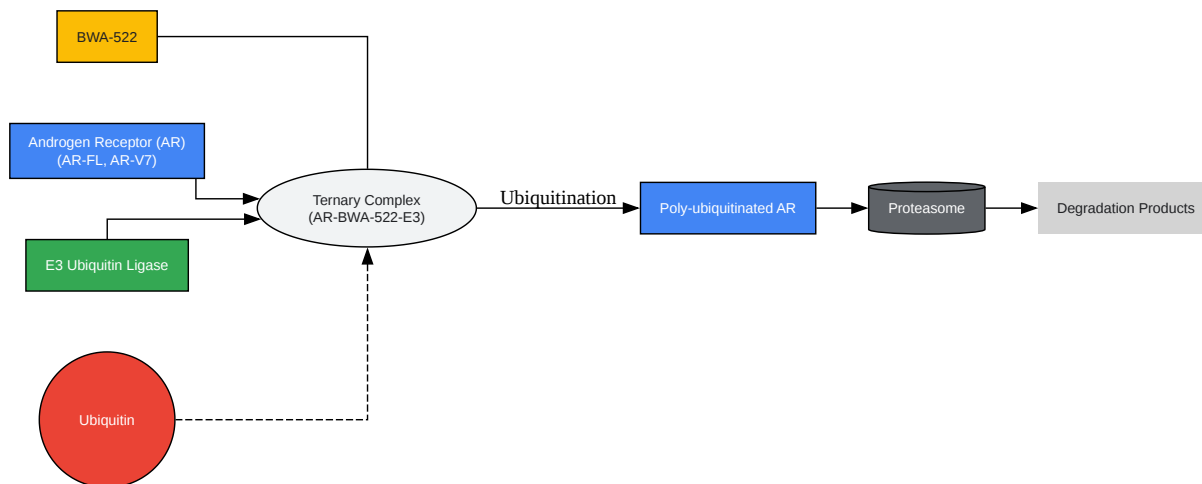 BWA-522
Androgen Receptor (AR)
(AR-FL, AR-V7)
E3 Ubiquitin Ligase
Ubiquitin
Ternary Complex
(AR-BWA-522-E3)
Ubiquitination
Poly-ubiquitinated AR
Proteasome
Degradation Products